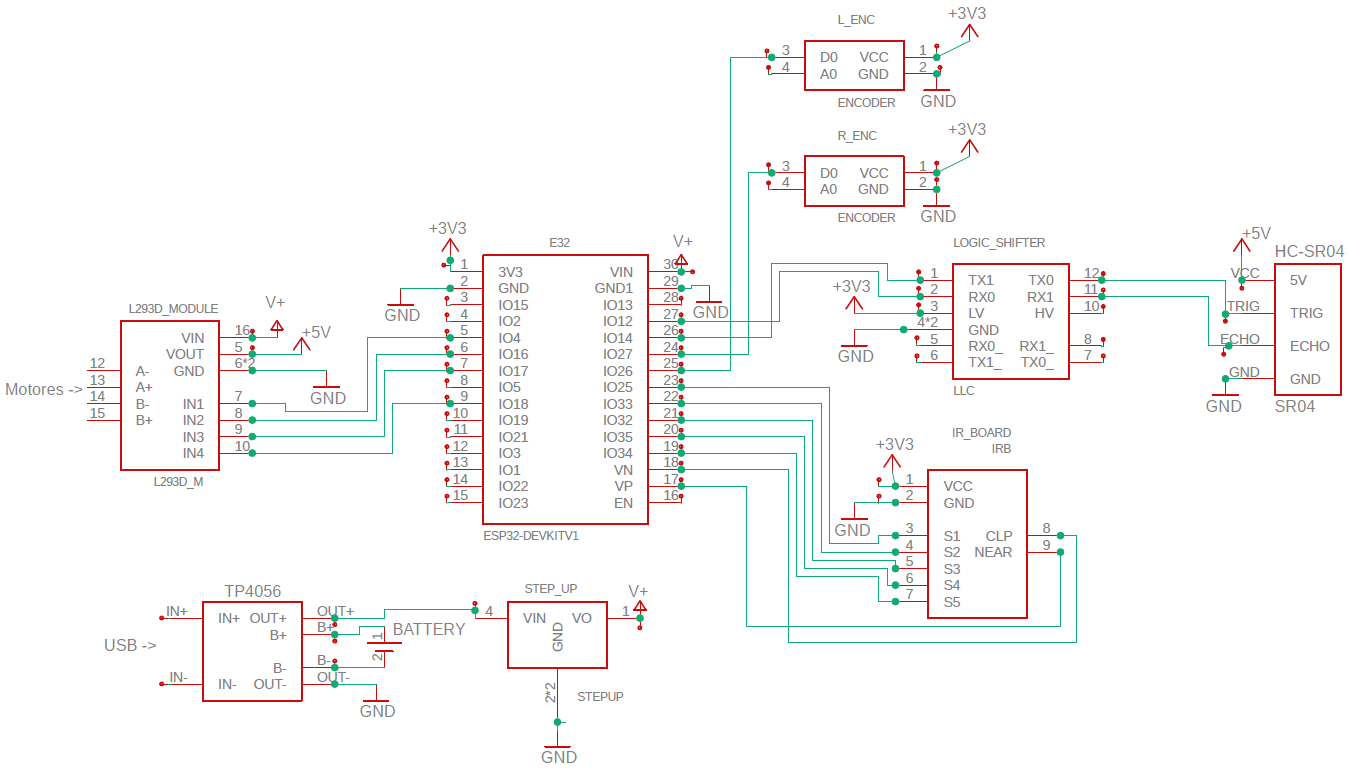 L_ENC
+3V3
3 D0 VCC 1
4 A0 GND 2
ENCODER
GND
R_ENC
+3V3
3 D0 VCC 1
4 A0 GND 2
ENCODER
GND
E32
+3V3
V+
1 3V3 VIN 30
2 GND GND1 29
3 IO15 IO13 28
4 IO2 IO12 27
5 IO4 IO14 26
6 IO16 IO27 24
7 IO17 IO26 25
8 IO5 IO25 23
9 IO18 IO33 22
10 IO19 IO32 21
11 IO21 IO35 20
12 IO3 IO34 19
13 IO1 VN 18
14 IO22 VP 17
15 IO23 EN 16
GND
GND
ESP32-DEVKITV1
L293D_MODULE
V+
+5V
VIN 16
VOUT 5
GND 6*2
12 A-
13 A+
14 B-
15 B+
Motores ->
IN1 7
IN2 8
IN3 9
IN4 10
GND
L293D_M
LOGIC_SHIFTER
+3V3
1 TX1 TX0 12
2 RX0 RX1 11
3 LV HV 10
4*2 GND
5 RX0_ RX1_ 8
6 TX1_ TX0_ 7
GND
LLC
+5V
HC-SR04
VCC 5V
TRIG TRIG
ECHO ECHO
GND GND
GND
SR04
IR_BOARD
IRB
+3V3
1 VCC
2 GND
GND
3 S1 CLP 8
4 S2 NEAR 9
5 S3
6 S4
7 S5
TP4056
IN+ IN+ OUT+ OUT+
B+ B+
USB ->
B- B-
IN- IN- OUT- OUT-
1 BATTERY
2
GND
STEP_UP
V+
4 VIN VO 1
GND
2*2
STEPUP
GND